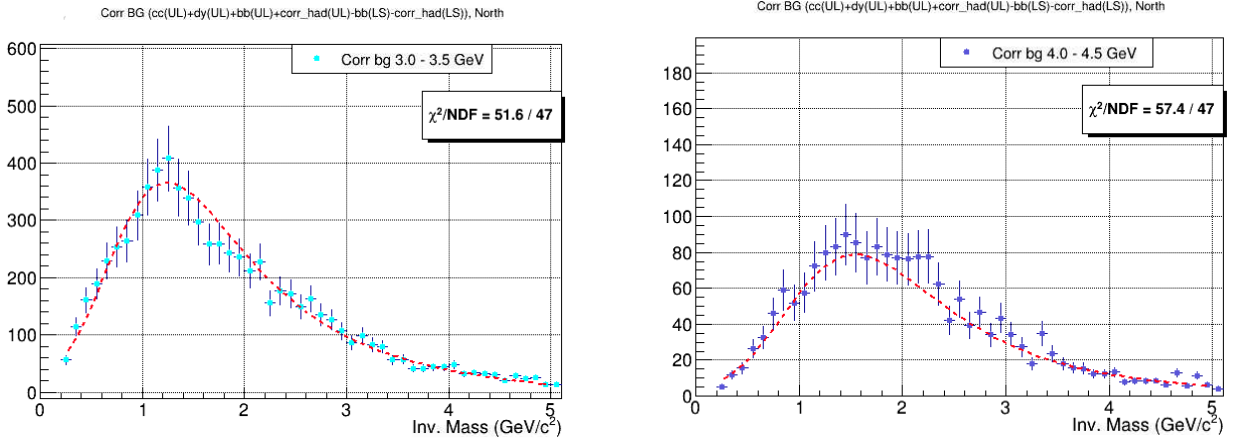 Corr BG (cc(UL)+dy(UL)+bb(UL)+corr_had(UL)-bb(LS)-corr_had(LS)), North
Corr bg 3.0 - 3.5 GeV
χ²/NDF = 51.6 / 47
600
500
400
300
200
100
0
0 1 2 3 4 5
Inv. Mass (GeV/c²)
Corr BG (cc(UL)+dy(UL)+bb(UL)+corr_had(UL)-bb(LS)-corr_had(LS)), North
Corr bg 4.0 - 4.5 GeV
χ²/NDF = 57.4 / 47
180
160
140
120
100
80
60
40
20
0
0 1 2 3 4 5
Inv. Mass (GeV/c²)